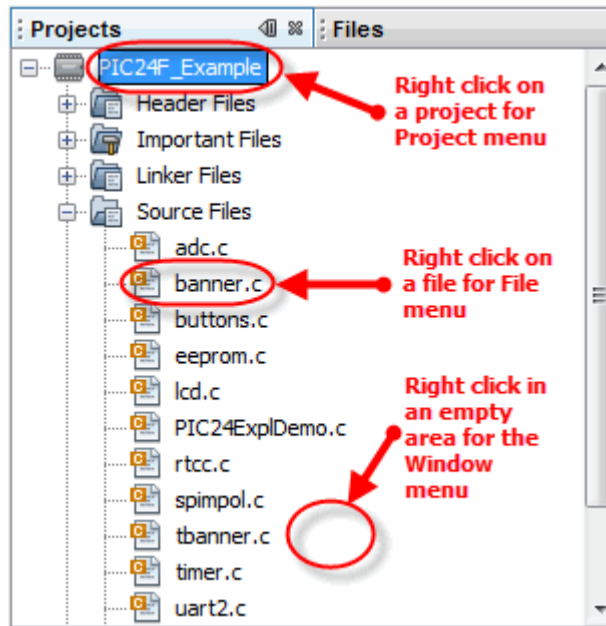 Projects
Files
PIC24F_Example
Right click on
a project for
Project menu
Header Files
Important Files
Linker Files
Source Files
adc.c
banner.c
Right click on
a file for File
menu
buttons.c
eeprom.c
lcd.c
PIC24ExplDemo.c
Right click in
an empty
area for the
Window
menu
rtcc.c
spimpol.c
tbanner.c
timer.c
uart2.c